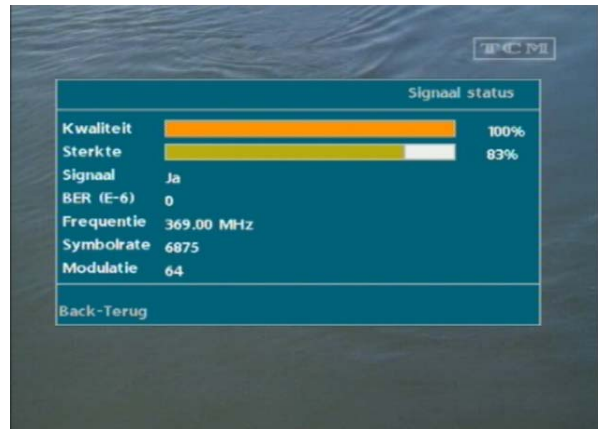 TCM
Signaal status
Kwaliteit 100%
Sterkte 83%
Signaal Ja
BER (E-6) 0
Frequentie 369.00 MHz
Symbolrate 6875
Modulatie 64
Back-Terug